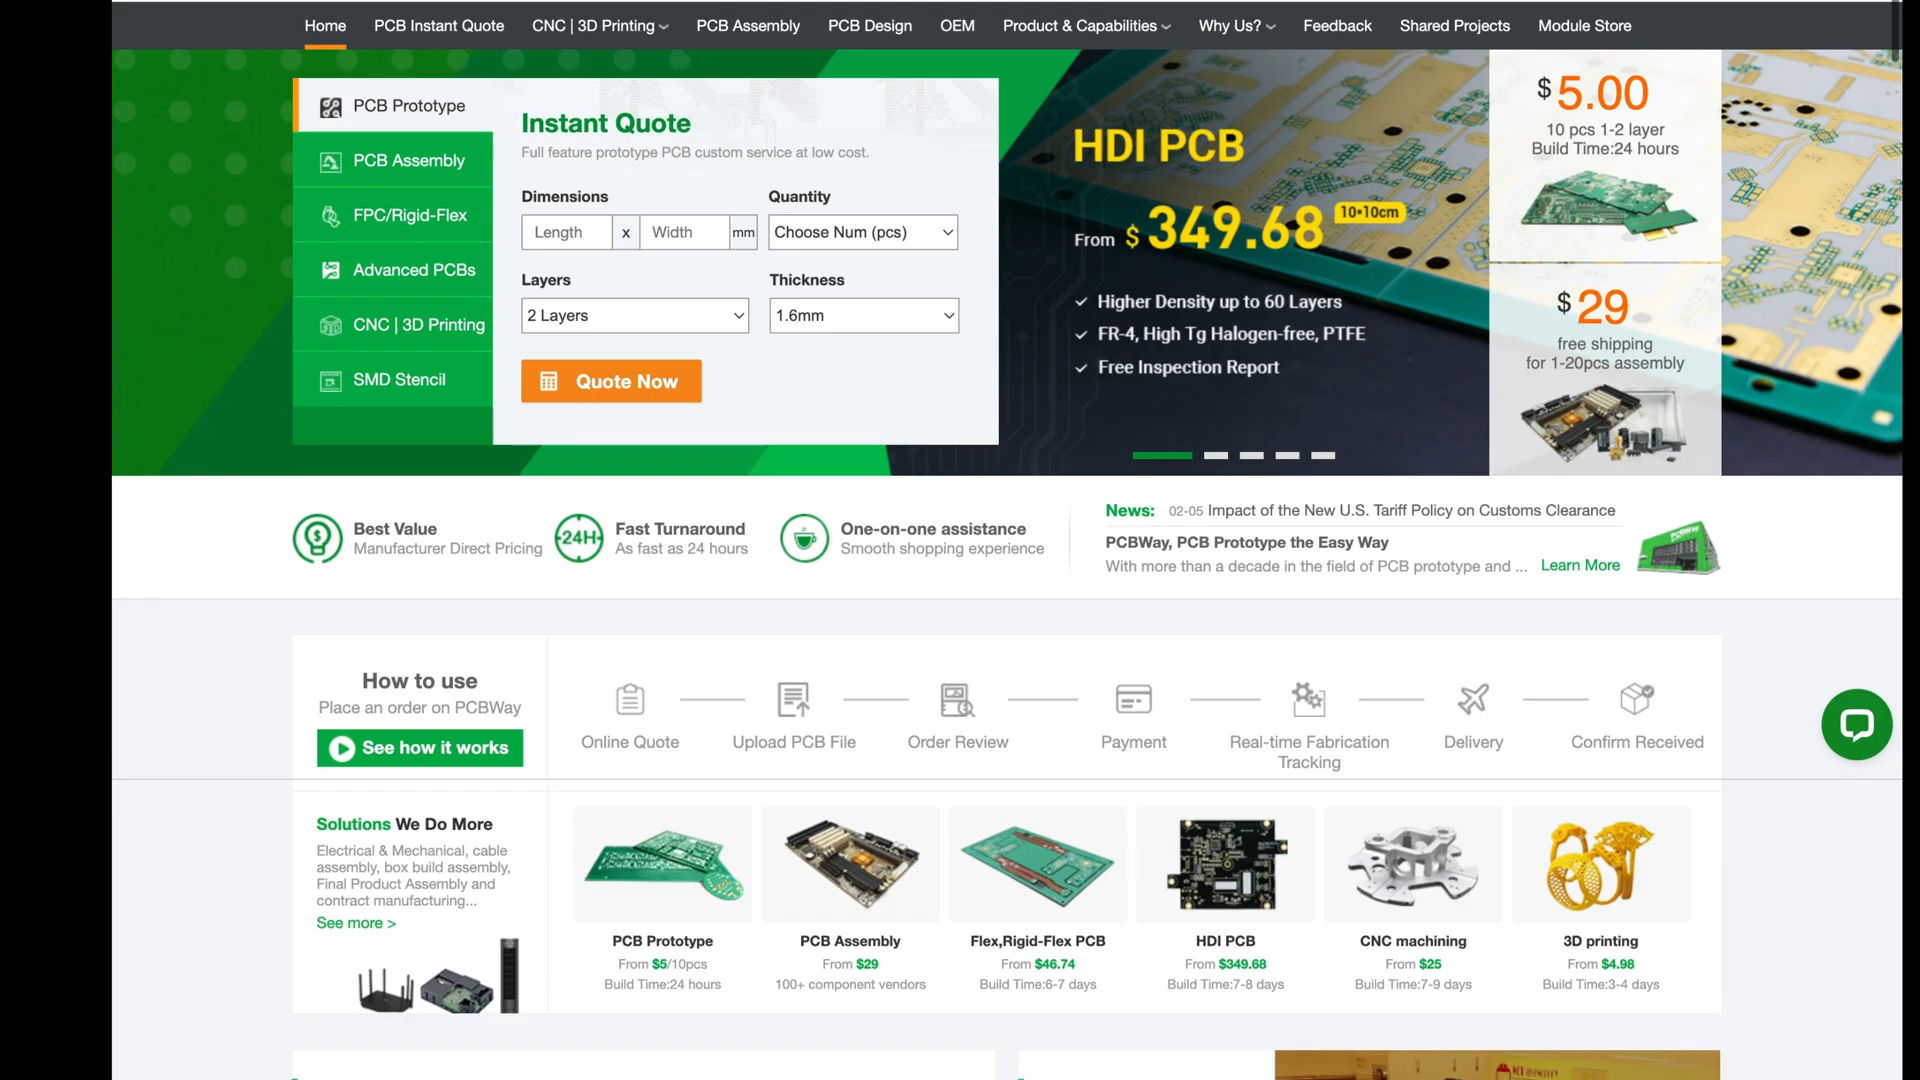 Home PCB Instant Quote CNC | 3D Printing PCB Assembly PCB Design OEM Product & Capabilities Why Us? Feedback Shared Projects Module Store
PCB Prototype
PCB Assembly
FPC/Rigid-Flex
Advanced PCBs
CNC | 3D Printing
SMD Stencil
Instant Quote
Full feature prototype PCB custom service at low cost.
Dimensions Quantity
Length x Width mm Choose Num (pcs)
Layers Thickness
2 Layers 1.6mm
Quote Now
HDI PCB
From $ 349.68 10*10cm
Higher Density up to 60 Layers
FR-4, High Tg Halogen-free, PTFE
Free Inspection Report
$ 5.00
10 pcs 1-2 layer
Build Time:24 hours
$ 29
free shipping
for 1-20pcs assembly
Best Value
Manufacturer Direct Pricing
24H
Fast Turnaround
As fast as 24 hours
One-on-one assistance
Smooth shopping experience
News: 02-05 Impact of the New U.S. Tariff Policy on Customs Clearance
PCBWay, PCB Prototype the Easy Way
With more than a decade in the field of PCB prototype and ... Learn More
How to use
Place an order on PCBWay
See how it works
Online Quote
Upload PCB File
Order Review
Payment
Real-time Fabrication
Tracking
Delivery
Confirm Received
Solutions We Do More
Electrical & Mechanical, cable
assembly, box build assembly,
Final Product Assembly and
contract manufacturing...
See more >
PCB Prototype
From $5/10pcs
Build Time:24 hours
PCB Assembly
From $29
100+ component vendors
Flex,Rigid-Flex PCB
From $46.74
Build Time:6-7 days
HDI PCB
From $349.68
Build Time:7-8 days
CNC machining
From $25
Build Time:7-9 days
3D printing
From $4.98
Build Time:3-4 days